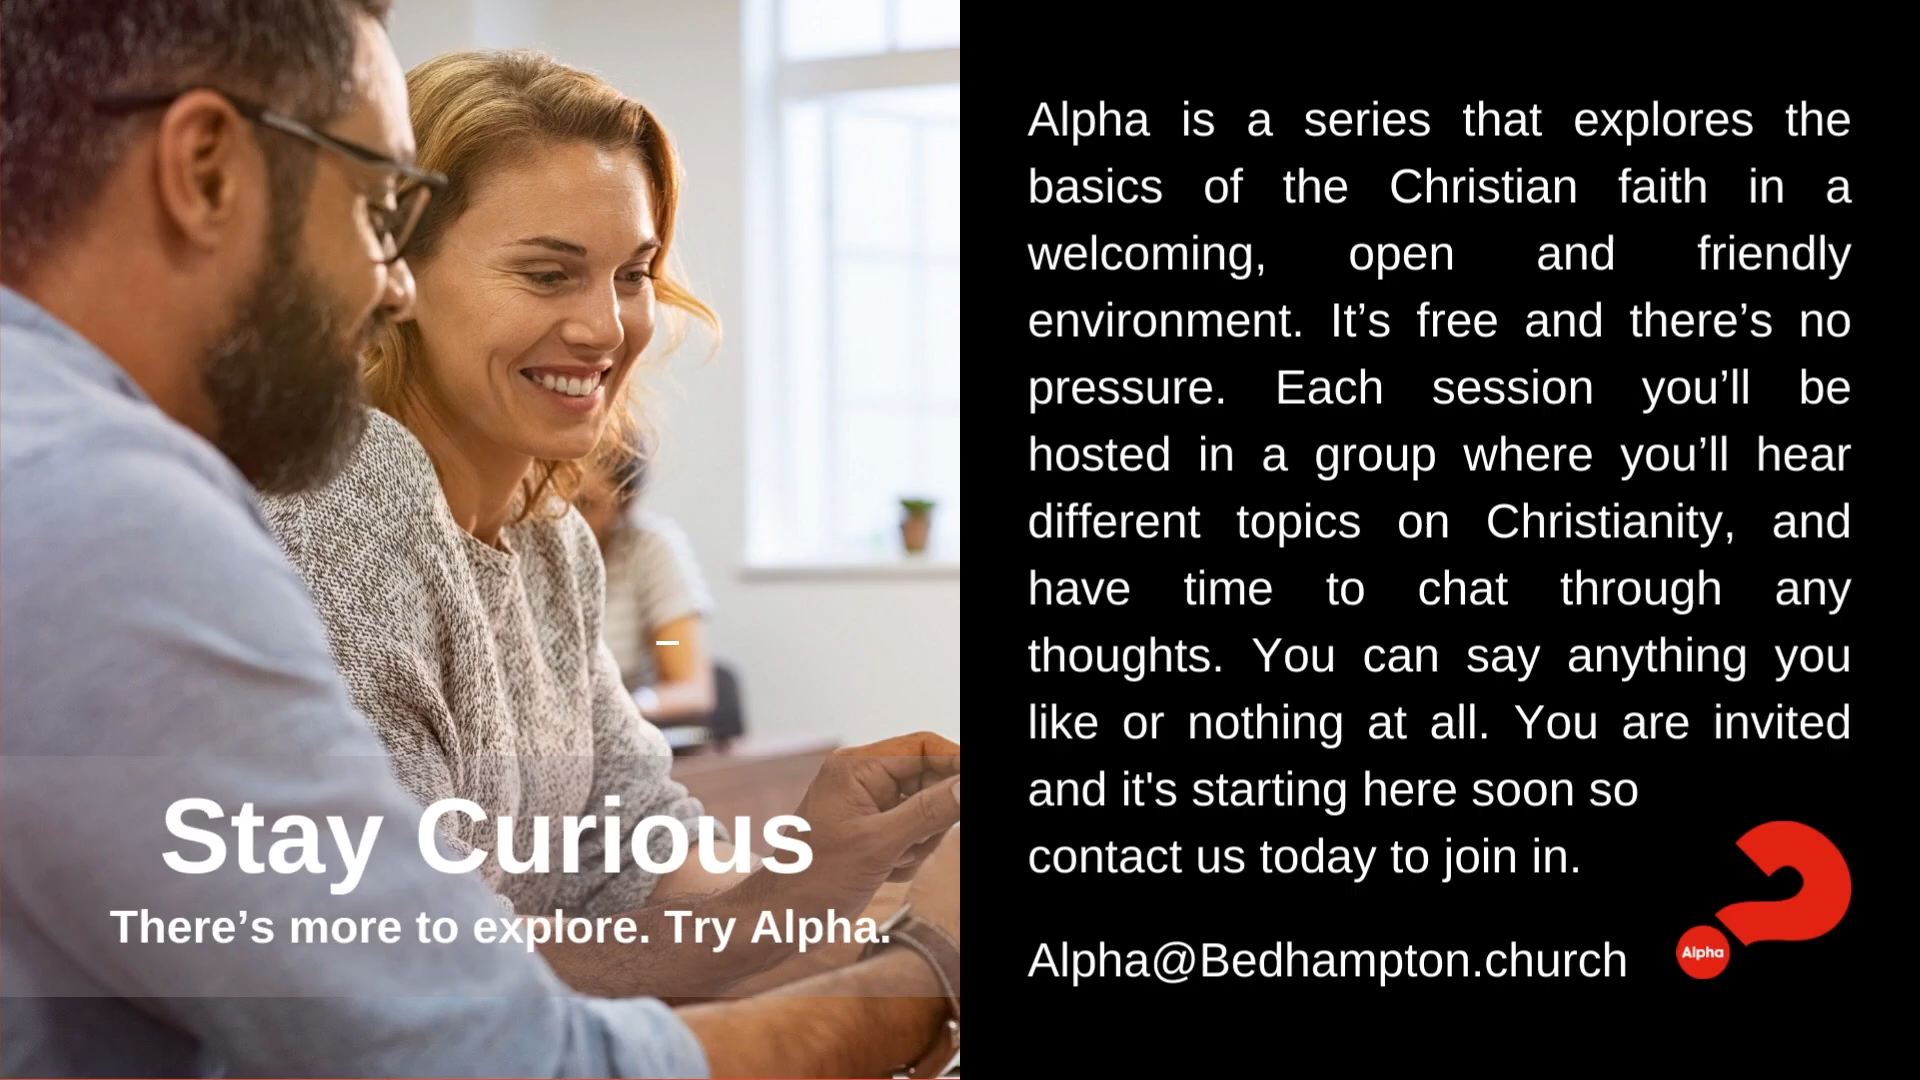 Stay Curious
There’s more to explore. Try Alpha.
Alpha is a series that explores the
basics of the Christian faith in a
welcoming, open and friendly
environment. It’s free and there’s no
pressure. Each session you’ll be
hosted in a group where you’ll hear
different topics on Christianity, and
have time to chat through any
thoughts. You can say anything you
like or nothing at all. You are invited
and it's starting here soon so
contact us today to join in.
Alpha@Bedhampton.church
Alpha